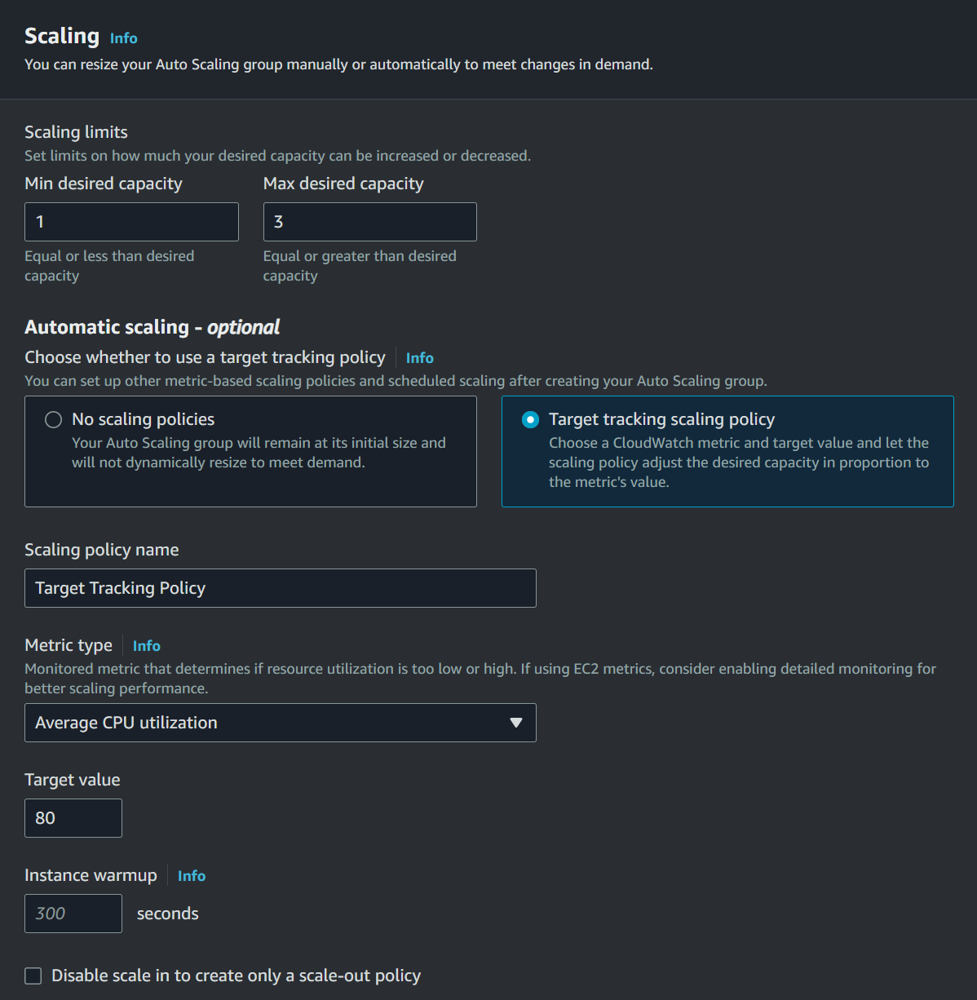 Scaling Info
You can resize your Auto Scaling group manually or automatically to meet changes in demand.
Scaling limits
Set limits on how much your desired capacity can be increased or decreased.
Min desired capacity
Max desired capacity
1
3
Equal or less than desired
capacity
Equal or greater than desired
capacity
Automatic scaling - optional
Choose whether to use a target tracking policy Info
You can set up other metric-based scaling policies and scheduled scaling after creating your Auto Scaling group.
No scaling policies
Your Auto Scaling group will remain at its initial size and
will not dynamically resize to meet demand.
Target tracking scaling policy
Choose a CloudWatch metric and target value and let the
scaling policy adjust the desired capacity in proportion to
the metric's value.
Scaling policy name
Target Tracking Policy
Metric type Info
Monitored metric that determines if resource utilization is too low or high. If using EC2 metrics, consider enabling detailed monitoring for
better scaling performance.
Average CPU utilization
Target value
80
Instance warmup Info
300 seconds
Disable scale in to create only a scale-out policy